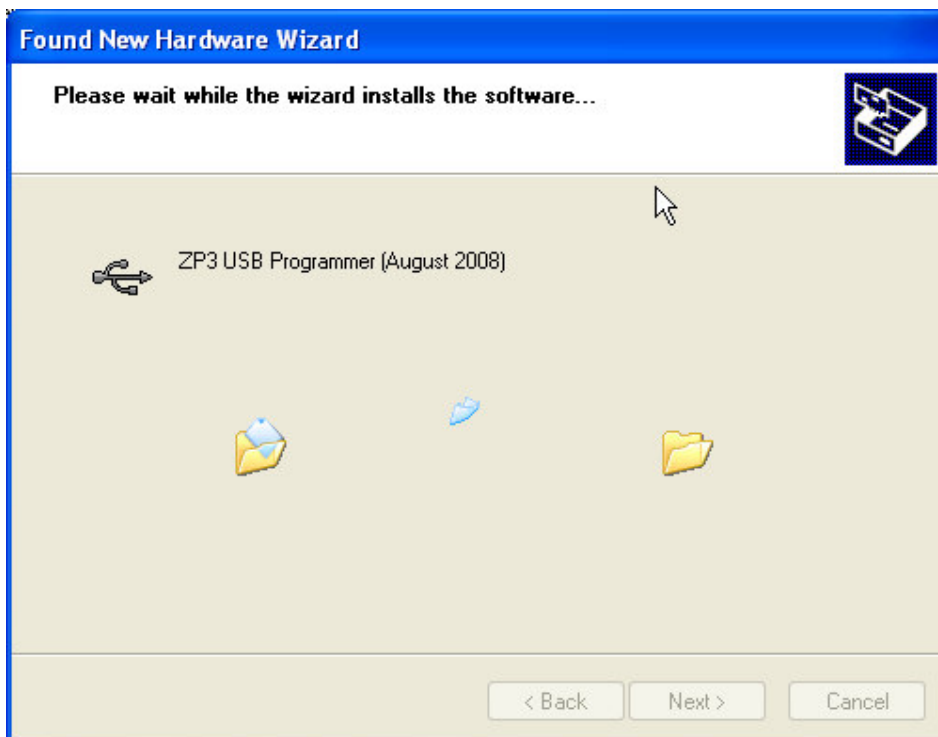 Found New Hardware Wizard
Please wait while the wizard installs the software...
ZP3 USB Programmer (August 2008)
< Back
Next >
Cancel